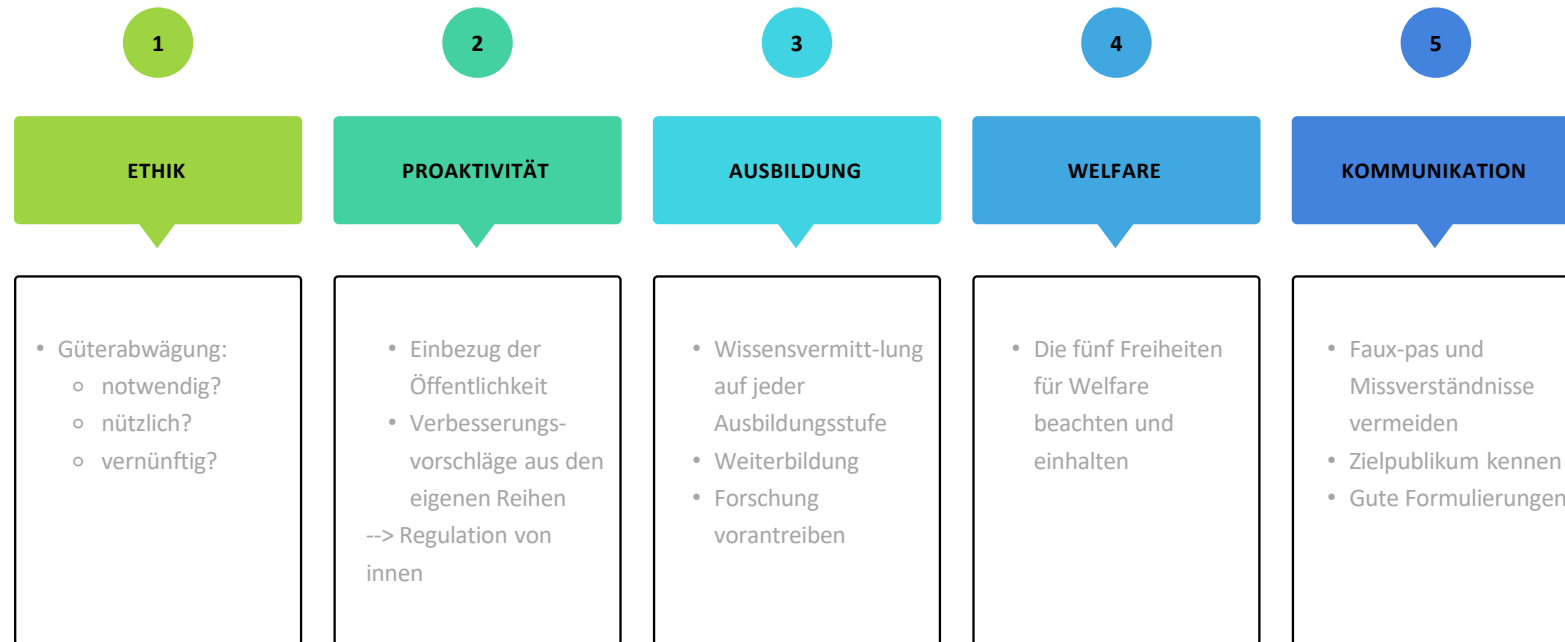 1
ETHIK
• Güterabwägung:
○ notwendig?
○ nützlich?
○ vernünftig?
2
PROAKTIVITÄT
• Einbezug der
Öffentlichkeit
• Verbesserungs-
vorschläge aus den
eigenen Reihen
--> Regulation von
innen
3
AUSBILDUNG
• Wissensvermitt-lung
auf jeder
Ausbildungsstufe
• Weiterbildung
• Forschung
vorantreiben
4
WELFARE
• Die fünf Freiheiten
für Welfare
beachten und
einhalten
5
KOMMUNIKATION
• Faux-pas und
Missverständnisse
vermeiden
• Zielpublikum kennen
• Gute Formulierungen